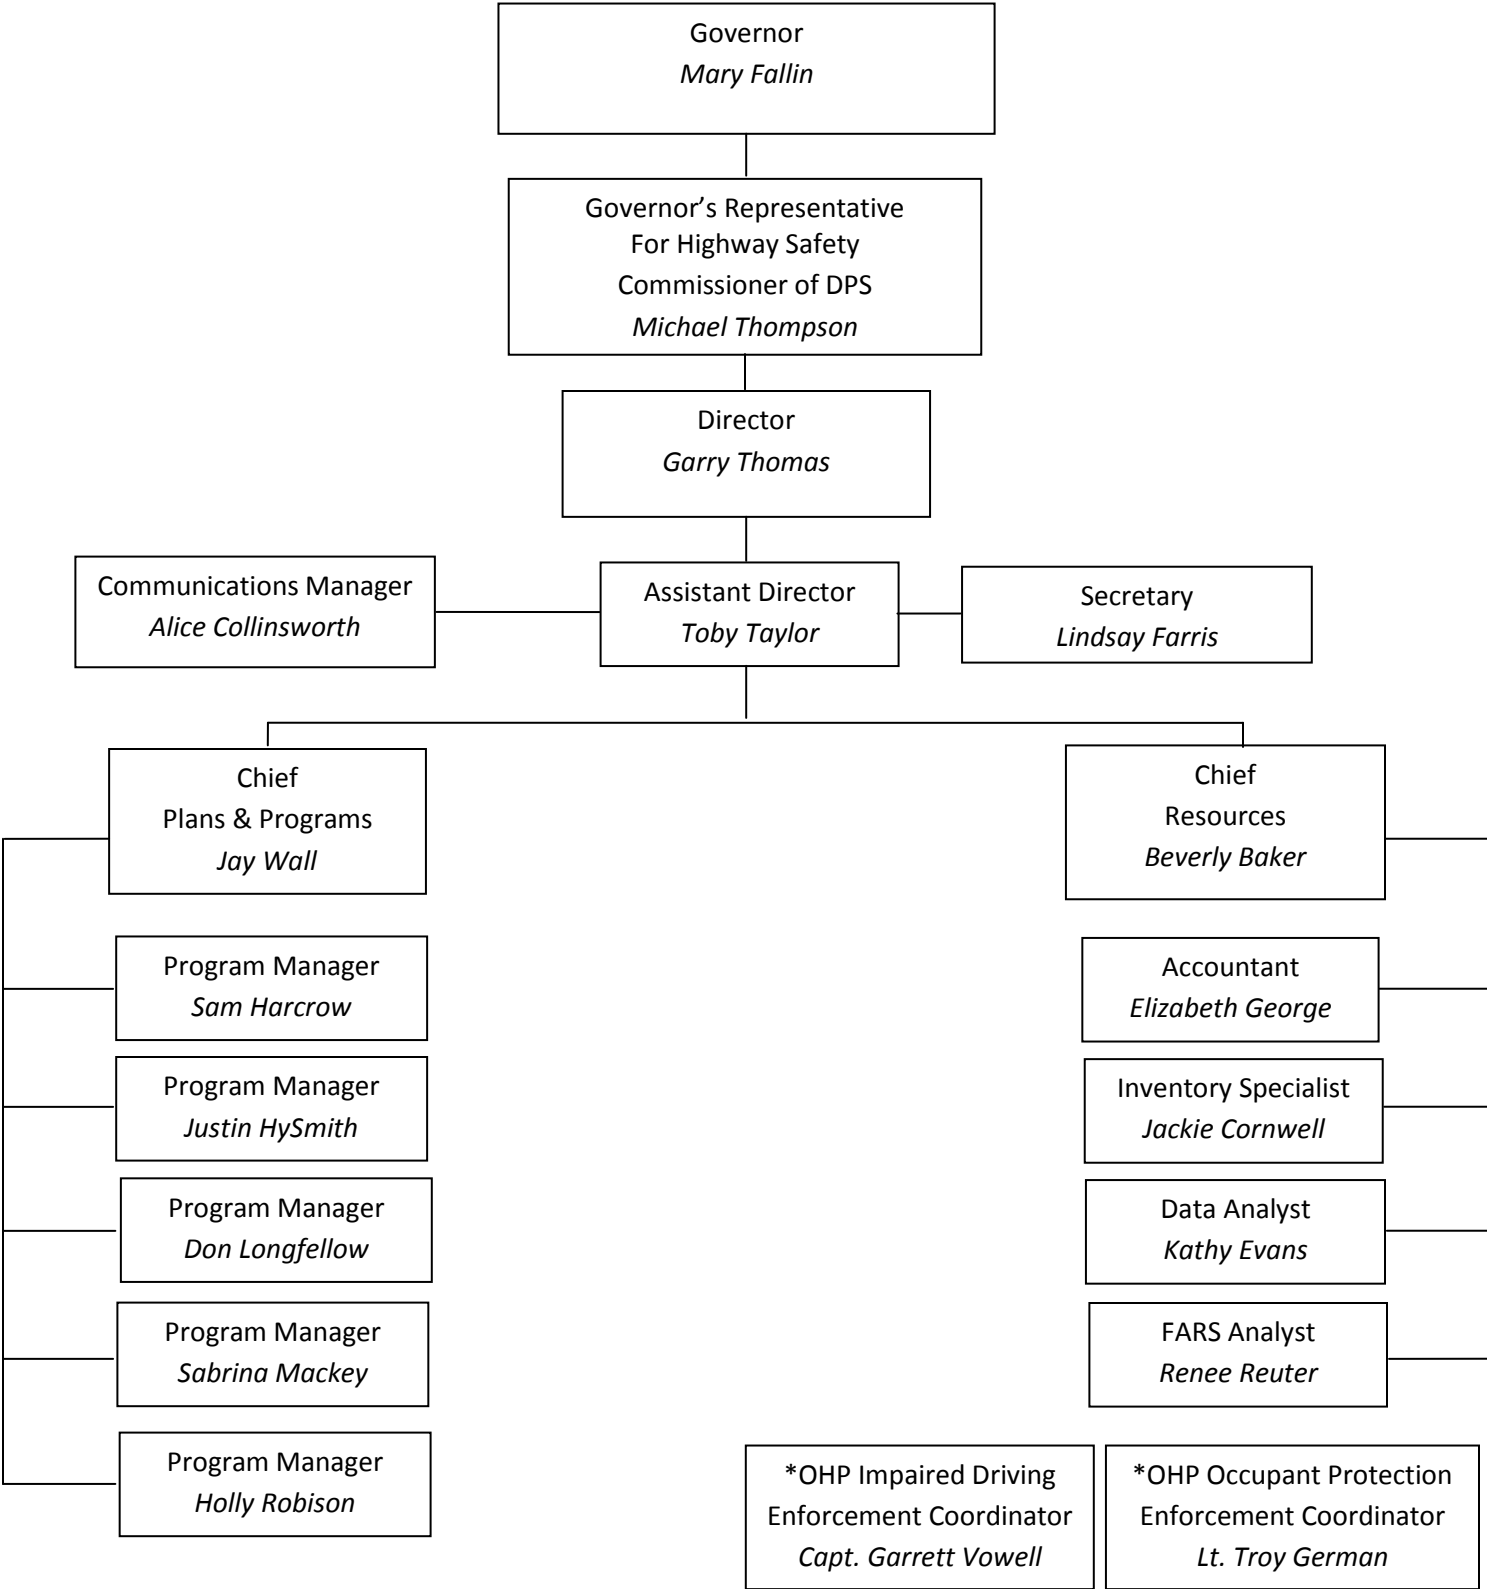 Governor
Mary Fallin
Governor’s Representative
For Highway Safety
Commissioner of DPS
Michael Thompson
Director
Garry Thomas
Communications Manager
Alice Collinsworth
Assistant Director
Toby Taylor
Secretary
Lindsay Farris
Chief
Plans & Programs
Jay Wall
Chief
Resources
Beverly Baker
Program Manager
Sam Harcrow
Program Manager
Justin HySmith
Program Manager
Don Longfellow
Program Manager
Sabrina Mackey
Program Manager
Holly Robison
Accountant
Elizabeth George
Inventory Specialist
Jackie Cornwell
Data Analyst
Kathy Evans
FARS Analyst
Renee Reuter
*OHP Impaired Driving
Enforcement Coordinator
Capt. Garrett Vowell
*OHP Occupant Protection
Enforcement Coordinator
Lt. Troy German